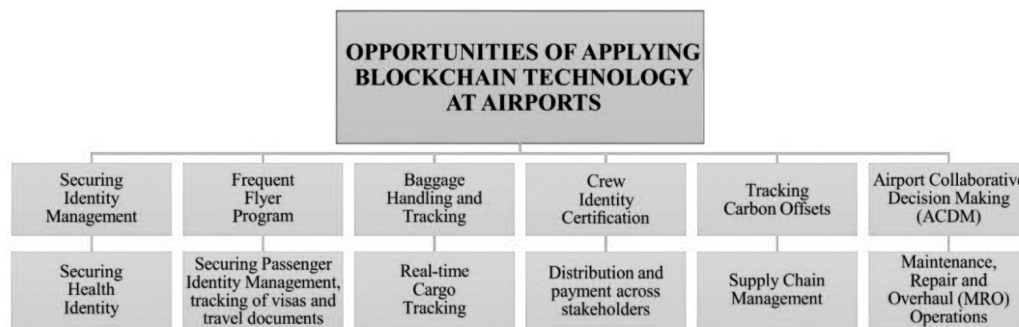 OPPORTUNITIES OF APPLYING
BLOCKCHAIN TECHNOLOGY
AT AIRPORTS
Securing
Identity
Management
Frequent
Flyer
Program
Baggage
Handling and
Tracking
Crew
Identity
Certification
Tracking
Carbon Offsets
Airport Collaborative
Decision Making
(ACDM)
Securing
Health
Identity
Securing Passenger
Identity Management,
tracking of visas and
travel documents
Real-time
Cargo
Tracking
Distribution and
payment across
stakeholders
Supply Chain
Management
Maintenance,
Repair and
Overhaul (MRO)
Operations